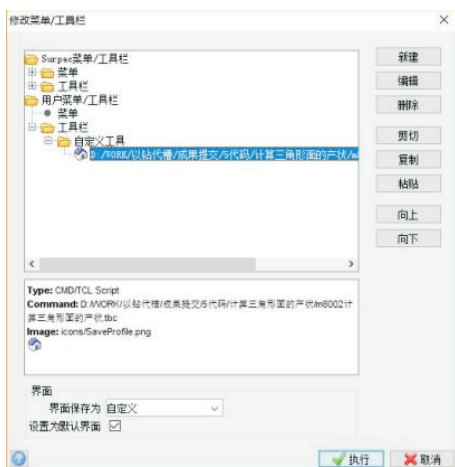 修改菜单/工具栏
Surpac菜单/工具栏
菜单
工具栏
用户菜单/工具栏
菜单
工具栏
自定义工具
D:/WORK/以钻代槽/成果提交/5代码/计算三角形面的产状/m8
新建
编辑
删除
剪切
复制
粘贴
向上
向下
Type: CMD/TCL Script
Command: D:/WORK/以钻代槽/成果提交/5代码/计算三角形面的产状/m8002计
算三角形面的产状.tbc
Image: icons/SaveProfile.png
界面
界面保存为 自定义
设置为默认界面
执行 取消